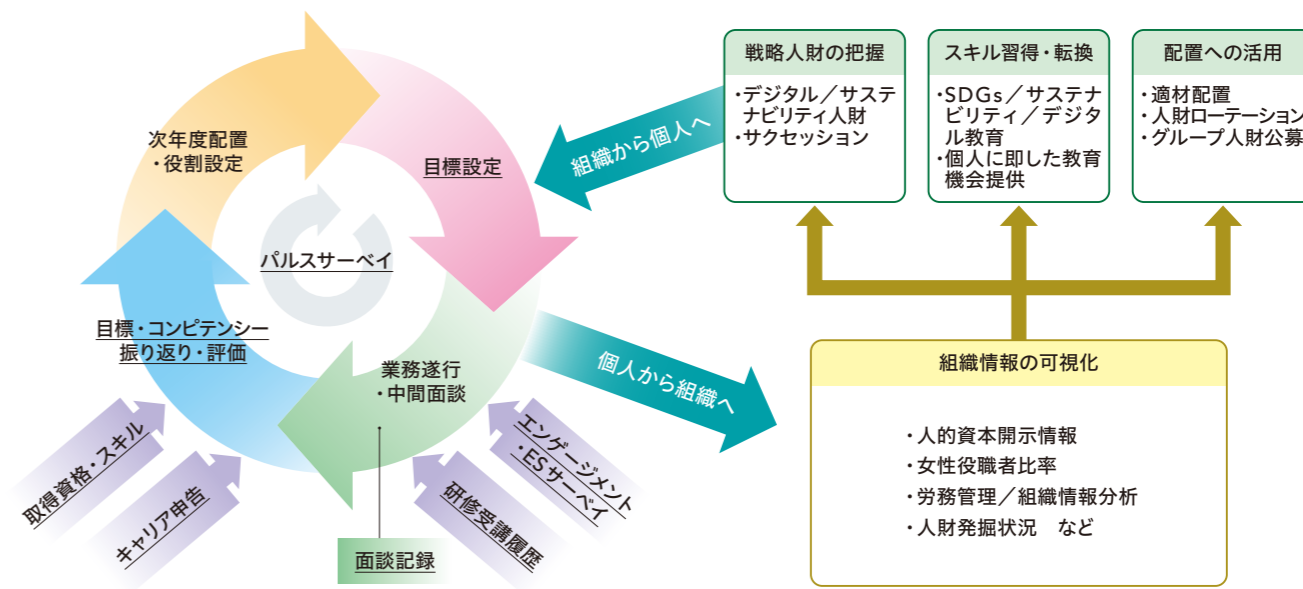 次年度配置
・役割設定
目標設定
パルスサーベイ
目標・コンピテンシー
振り返り・評価
業務遂行
・中間面談
取得資格・スキル
キャリア申告
面談記録
研修受講履歴
エンゲージメント
・ESサーベイ
組織から個人へ
個人から組織へ
戦略人財の把握
・デジタル／サステ
ナビリティ人財
・サクセッション
スキル習得・転換
・SDGs／サステナ
ビリティ／デジタ
ル教育
・個人に即した教育
機会提供
配置への活用
・適材配置
・人財ローテーション
・グループ人財公募
組織情報の可視化
・人的資本開示情報
・女性役職者比率
・労務管理／組織情報分析
・人財発掘状況　など